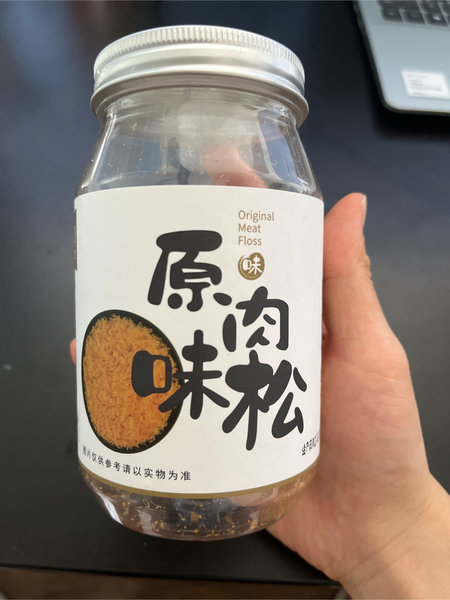 Original
Meat
Floss
味
原味
肉松
图片仅供参考请以实物为准